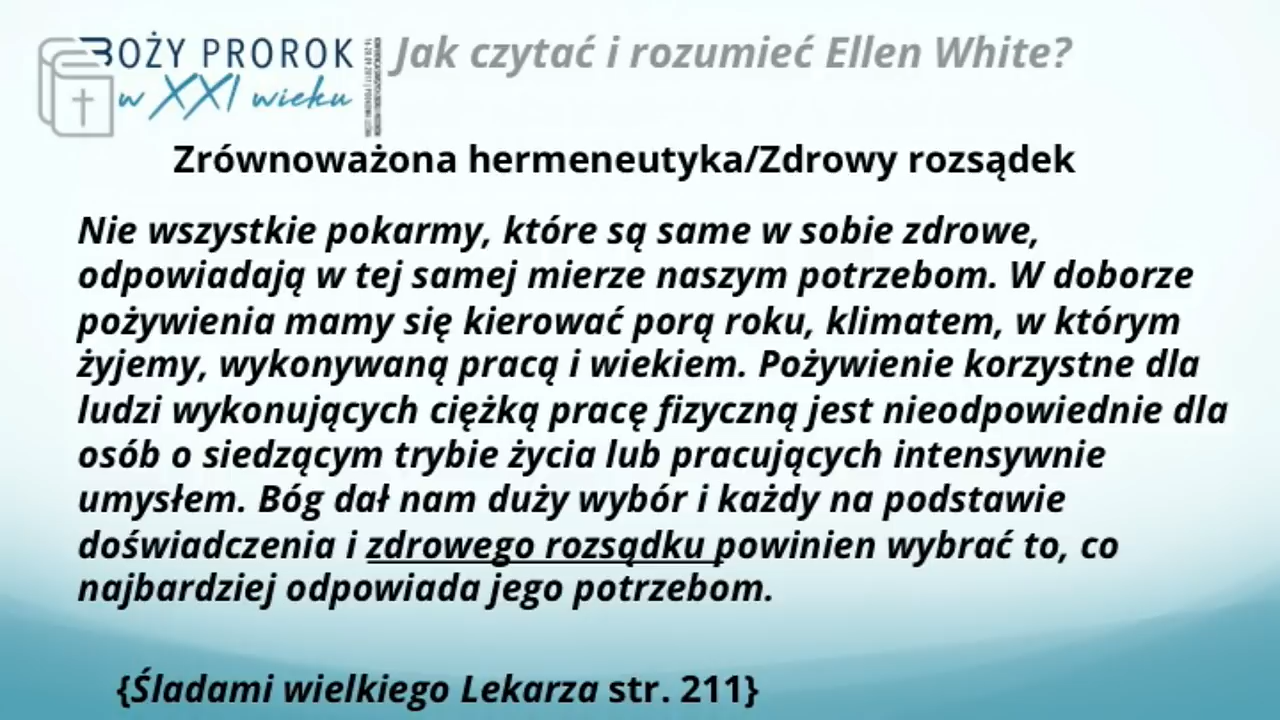 BOŻY PROROK
w XXI wieku
Jak czytać i rozumieć Ellen White?
Zrównoważona hermeneutyka/Zdrowy rozsądek
Nie wszystkie pokarmy, które są same w sobie zdrowe,
odpowiadają w tej samej mierze naszym potrzebom. W doborze
pożywienia mamy się kierować porą roku, klimatem, w którym
żyjemy, wykonywaną pracą i wiekiem. Pożywienie korzystne dla
ludzi wykonujących ciężką pracę fizyczną jest nieodpowiednie dla
osób o siedzącym trybie życia lub pracujących intensywnie
umysłem. Bóg dał nam duży wybór i każdy na podstawie
doświadczenia i zdrowego rozsądku powinien wybrać to, co
najbardziej odpowiada jego potrzebom.
{Śladami wielkiego Lekarza str. 211}